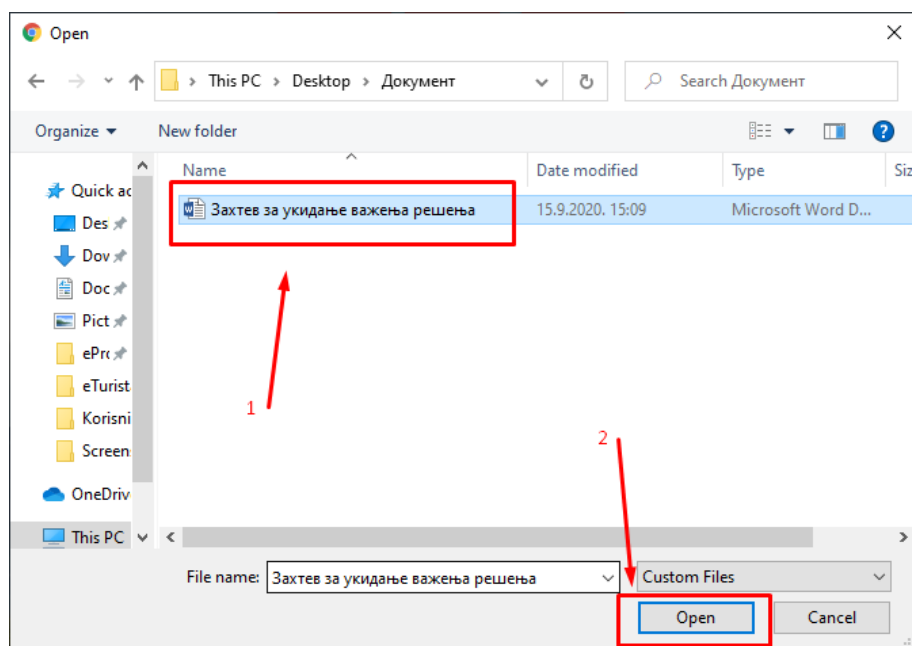 Open
This PC > Desktop > Документ
Search Документ
Organize
New folder
Name
Date modified
Type
Siz
Quick ac
Захтев за укидање важења решења
15.9.2020. 15:09
Microsoft Word D...
Des
Dov
Doc
Pict
ePrc
eTurist
Korisni
Screen
OneDriv
This PC
1
2
File name:
Захтев за укидање важења решења
Custom Files
Open
Cancel